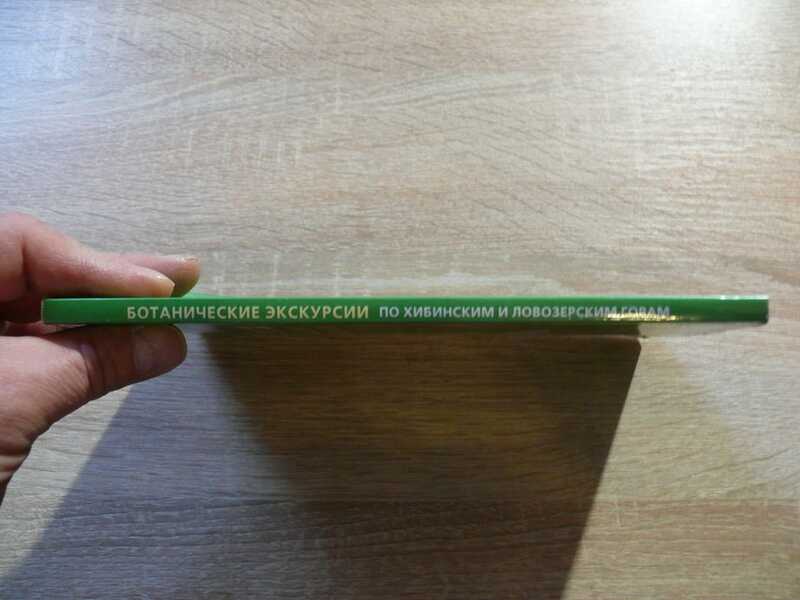 БОТАНИЧЕСКИЕ ЭКСКУРСИИ ПО ХИБИНСКИМ И ЛОВОЗЕРСКИМ ГОРАМ